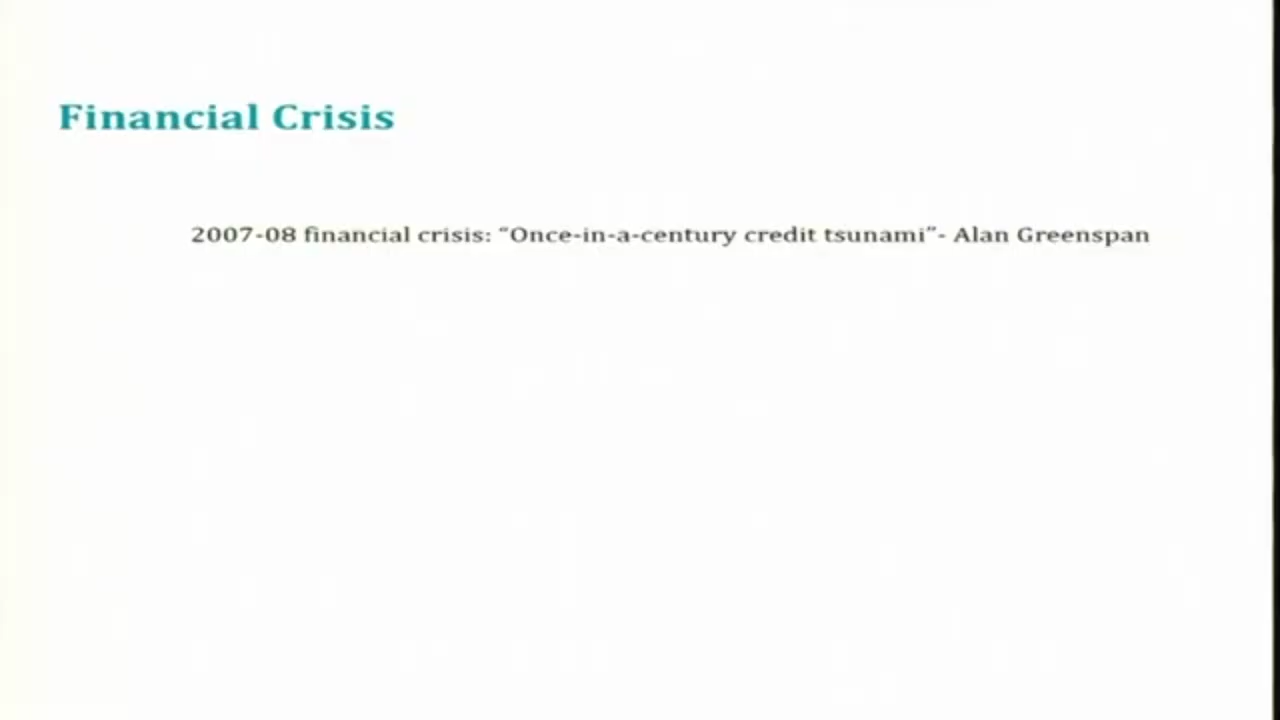 Financial Crisis
2007-08 financial crisis: “Once-in-a-century credit tsunami”- Alan Greenspan